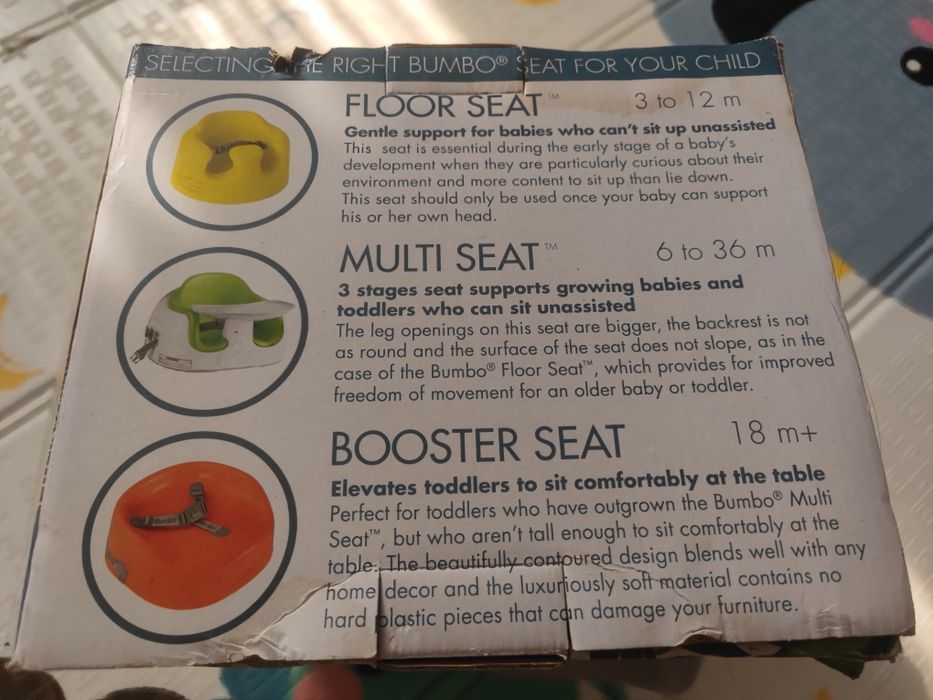 SELECTING THE RIGHT BUMBO® SEAT FOR YOUR CHILD
FLOOR SEAT™ 3 to 12 m
Gentle support for babies who can't sit up unassisted
This seat is essential during the early stage of a baby's
development when they are particularly curious about their
environment and more content to sit up than lie down.
This seat should only be used once your baby can support
his or her own head.
MULTI SEAT™ 6 to 36 m
3 stages seat supports growing babies and
toddlers who can sit unassisted
The leg openings on this seat are bigger, the backrest is not
as round and the surface of the seat does not slope, as in the
case of the Bumbo® Floor Seat™, which provides for improved
freedom of movement for an older baby or toddler.
BOOSTER SEAT 18 m+
Elevates toddlers to sit comfortably at the table
Perfect for toddlers who have outgrown the Bumbo® Multi
Seat™, but who aren't tall enough to sit comfortably at the
table. The beautifully contoured design blends well with any
home decor and the luxuriously soft material contains no
hard plastic pieces that can damage your furniture.